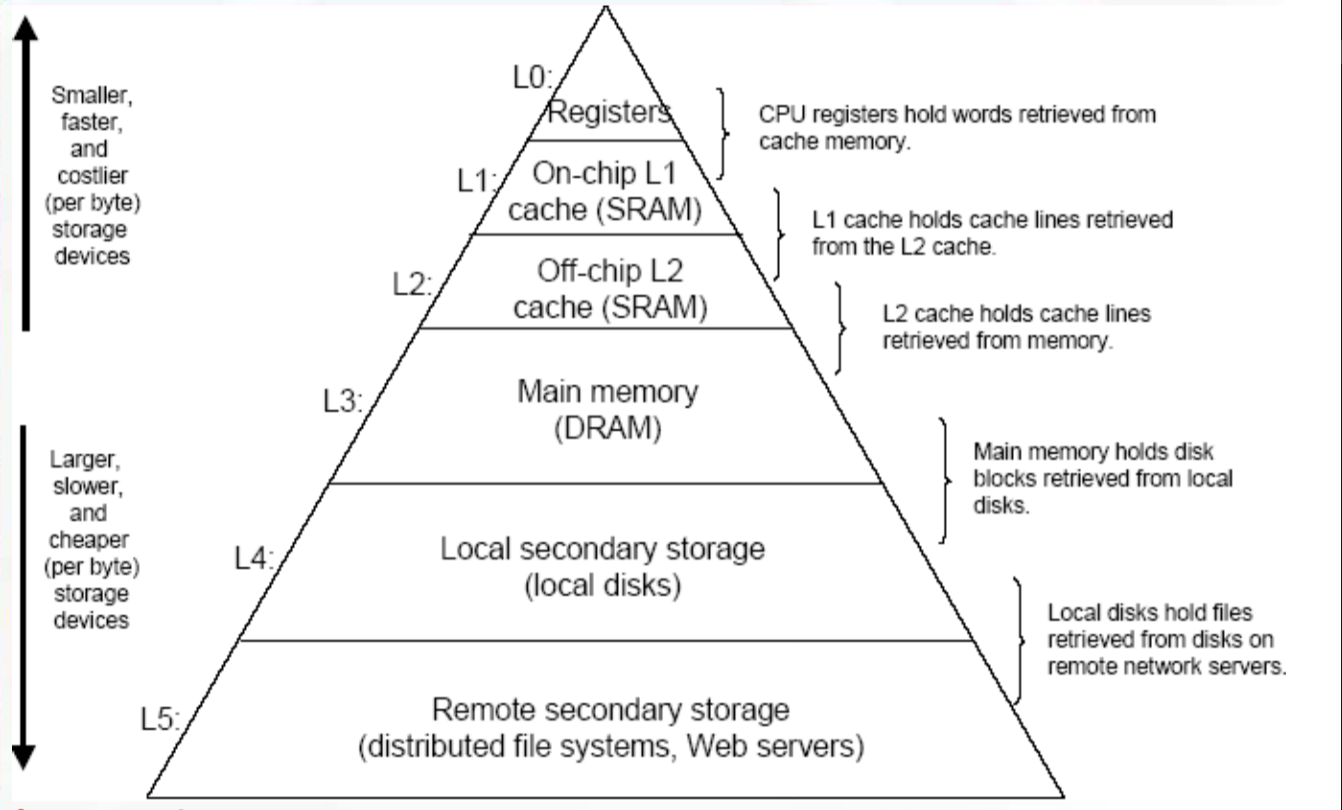 L0:
Registers
CPU registers hold words retrieved from
cache memory.
Smaller,
faster,
and
costlier
(per byte)
storage
devices
L1:
On-chip L1
cache (SRAM)
L1 cache holds cache lines retrieved
from the L2 cache.
L2:
Off-chip L2
cache (SRAM)
L2 cache holds cache lines
retrieved from memory.
L3:
Main memory
(DRAM)
Main memory holds disk
blocks retrieved from local
disks.
Larger,
slower,
and
cheaper
(per byte)
storage
devices
L4:
Local secondary storage
(local disks)
Local disks hold files
retrieved from disks on
remote network servers.
L5:
Remote secondary storage
(distributed file systems, Web servers)